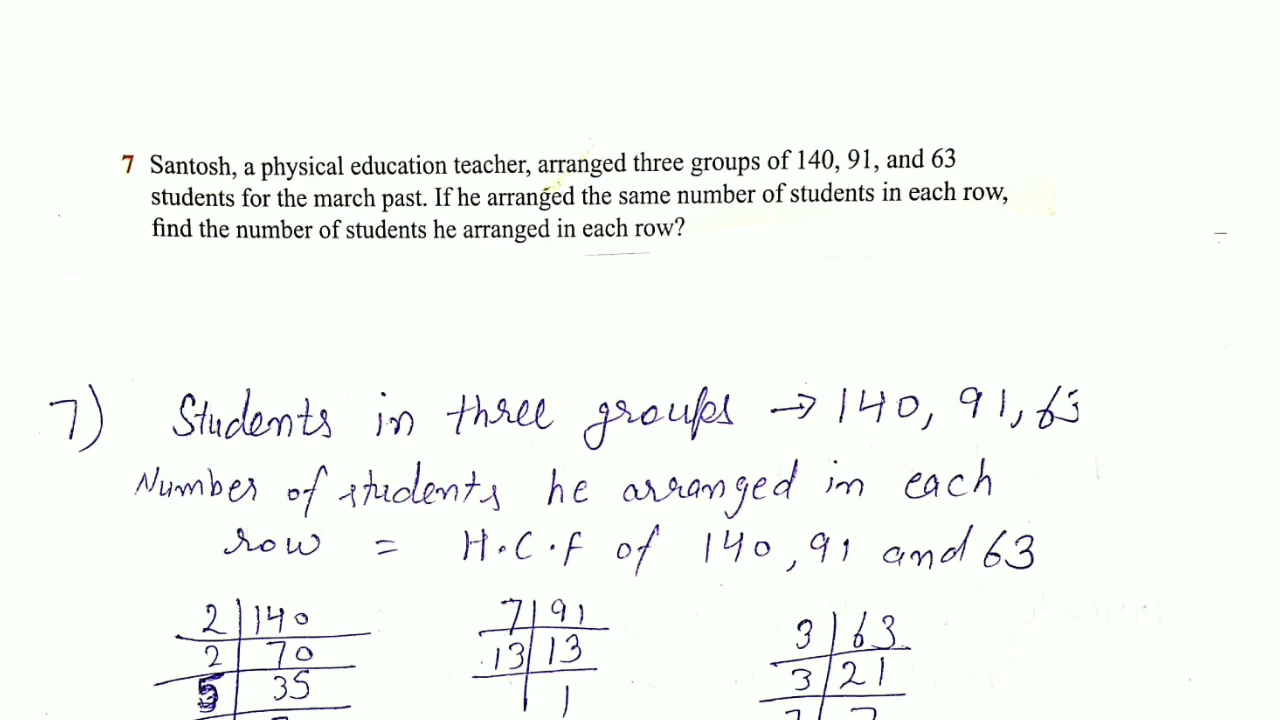 7 Santosh, a physical education teacher, arranged three groups of 140, 91, and 63
students for the march past. If he arranged the same number of students in each row,
find the number of students he arranged in each row?
7) Students in three groups → 140, 91, 63
Number of students he arranged in each
row = H.C.F of 140, 91 and 63
2 | 140
2 | 70
5 | 35
7 | 91
13 | 13
1
3 | 63
3 | 21